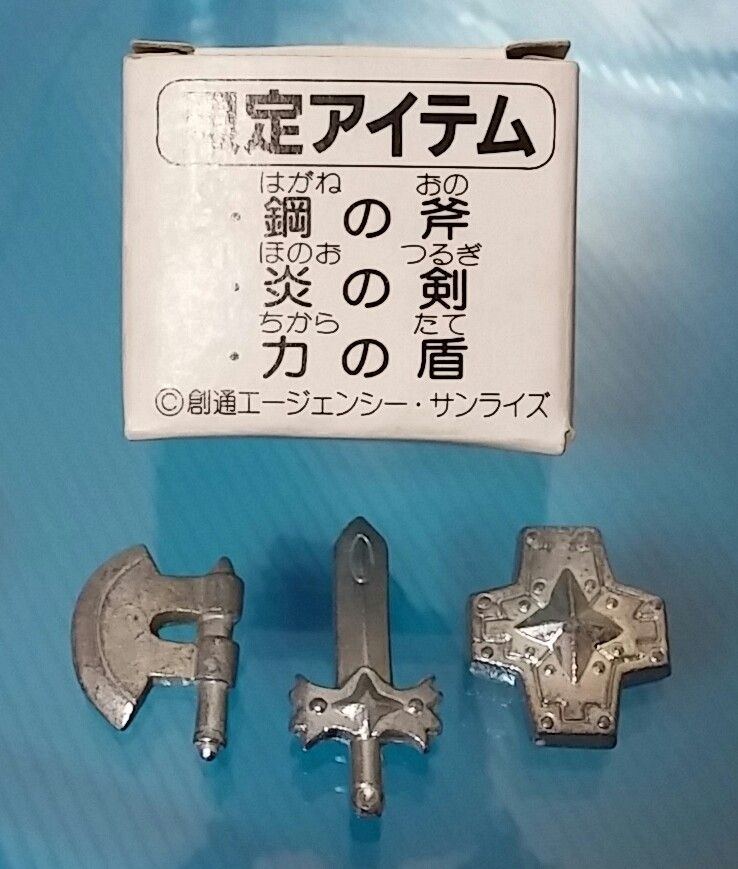 限定アイテム
はがね おの
・鋼の斧
ほのお つるぎ
・炎の剣
ちから たて
・力の盾
©創通エージェンシー・サンライズ